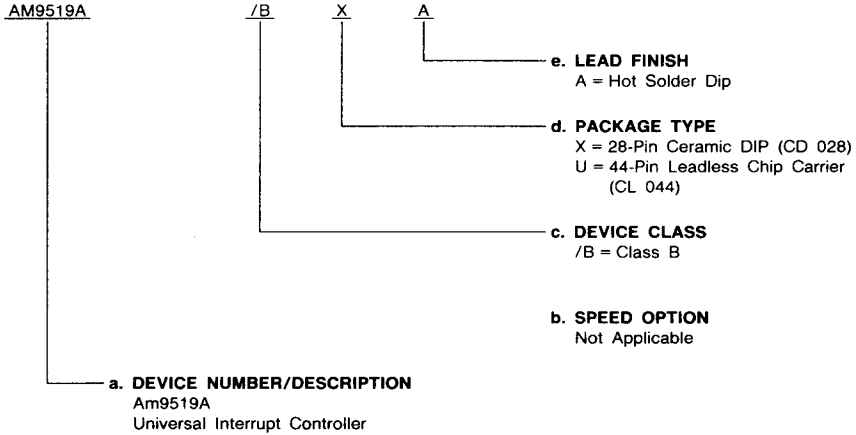 AM9519A /B X A
e. LEAD FINISH
A = Hot Solder Dip
d. PACKAGE TYPE
X = 28-Pin Ceramic DIP (CD 028)
U = 44-Pin Leadless Chip Carrier
(CL 044)
c. DEVICE CLASS
/B = Class B
b. SPEED OPTION
Not Applicable
a. DEVICE NUMBER/DESCRIPTION
Am9519A
Universal Interrupt Controller